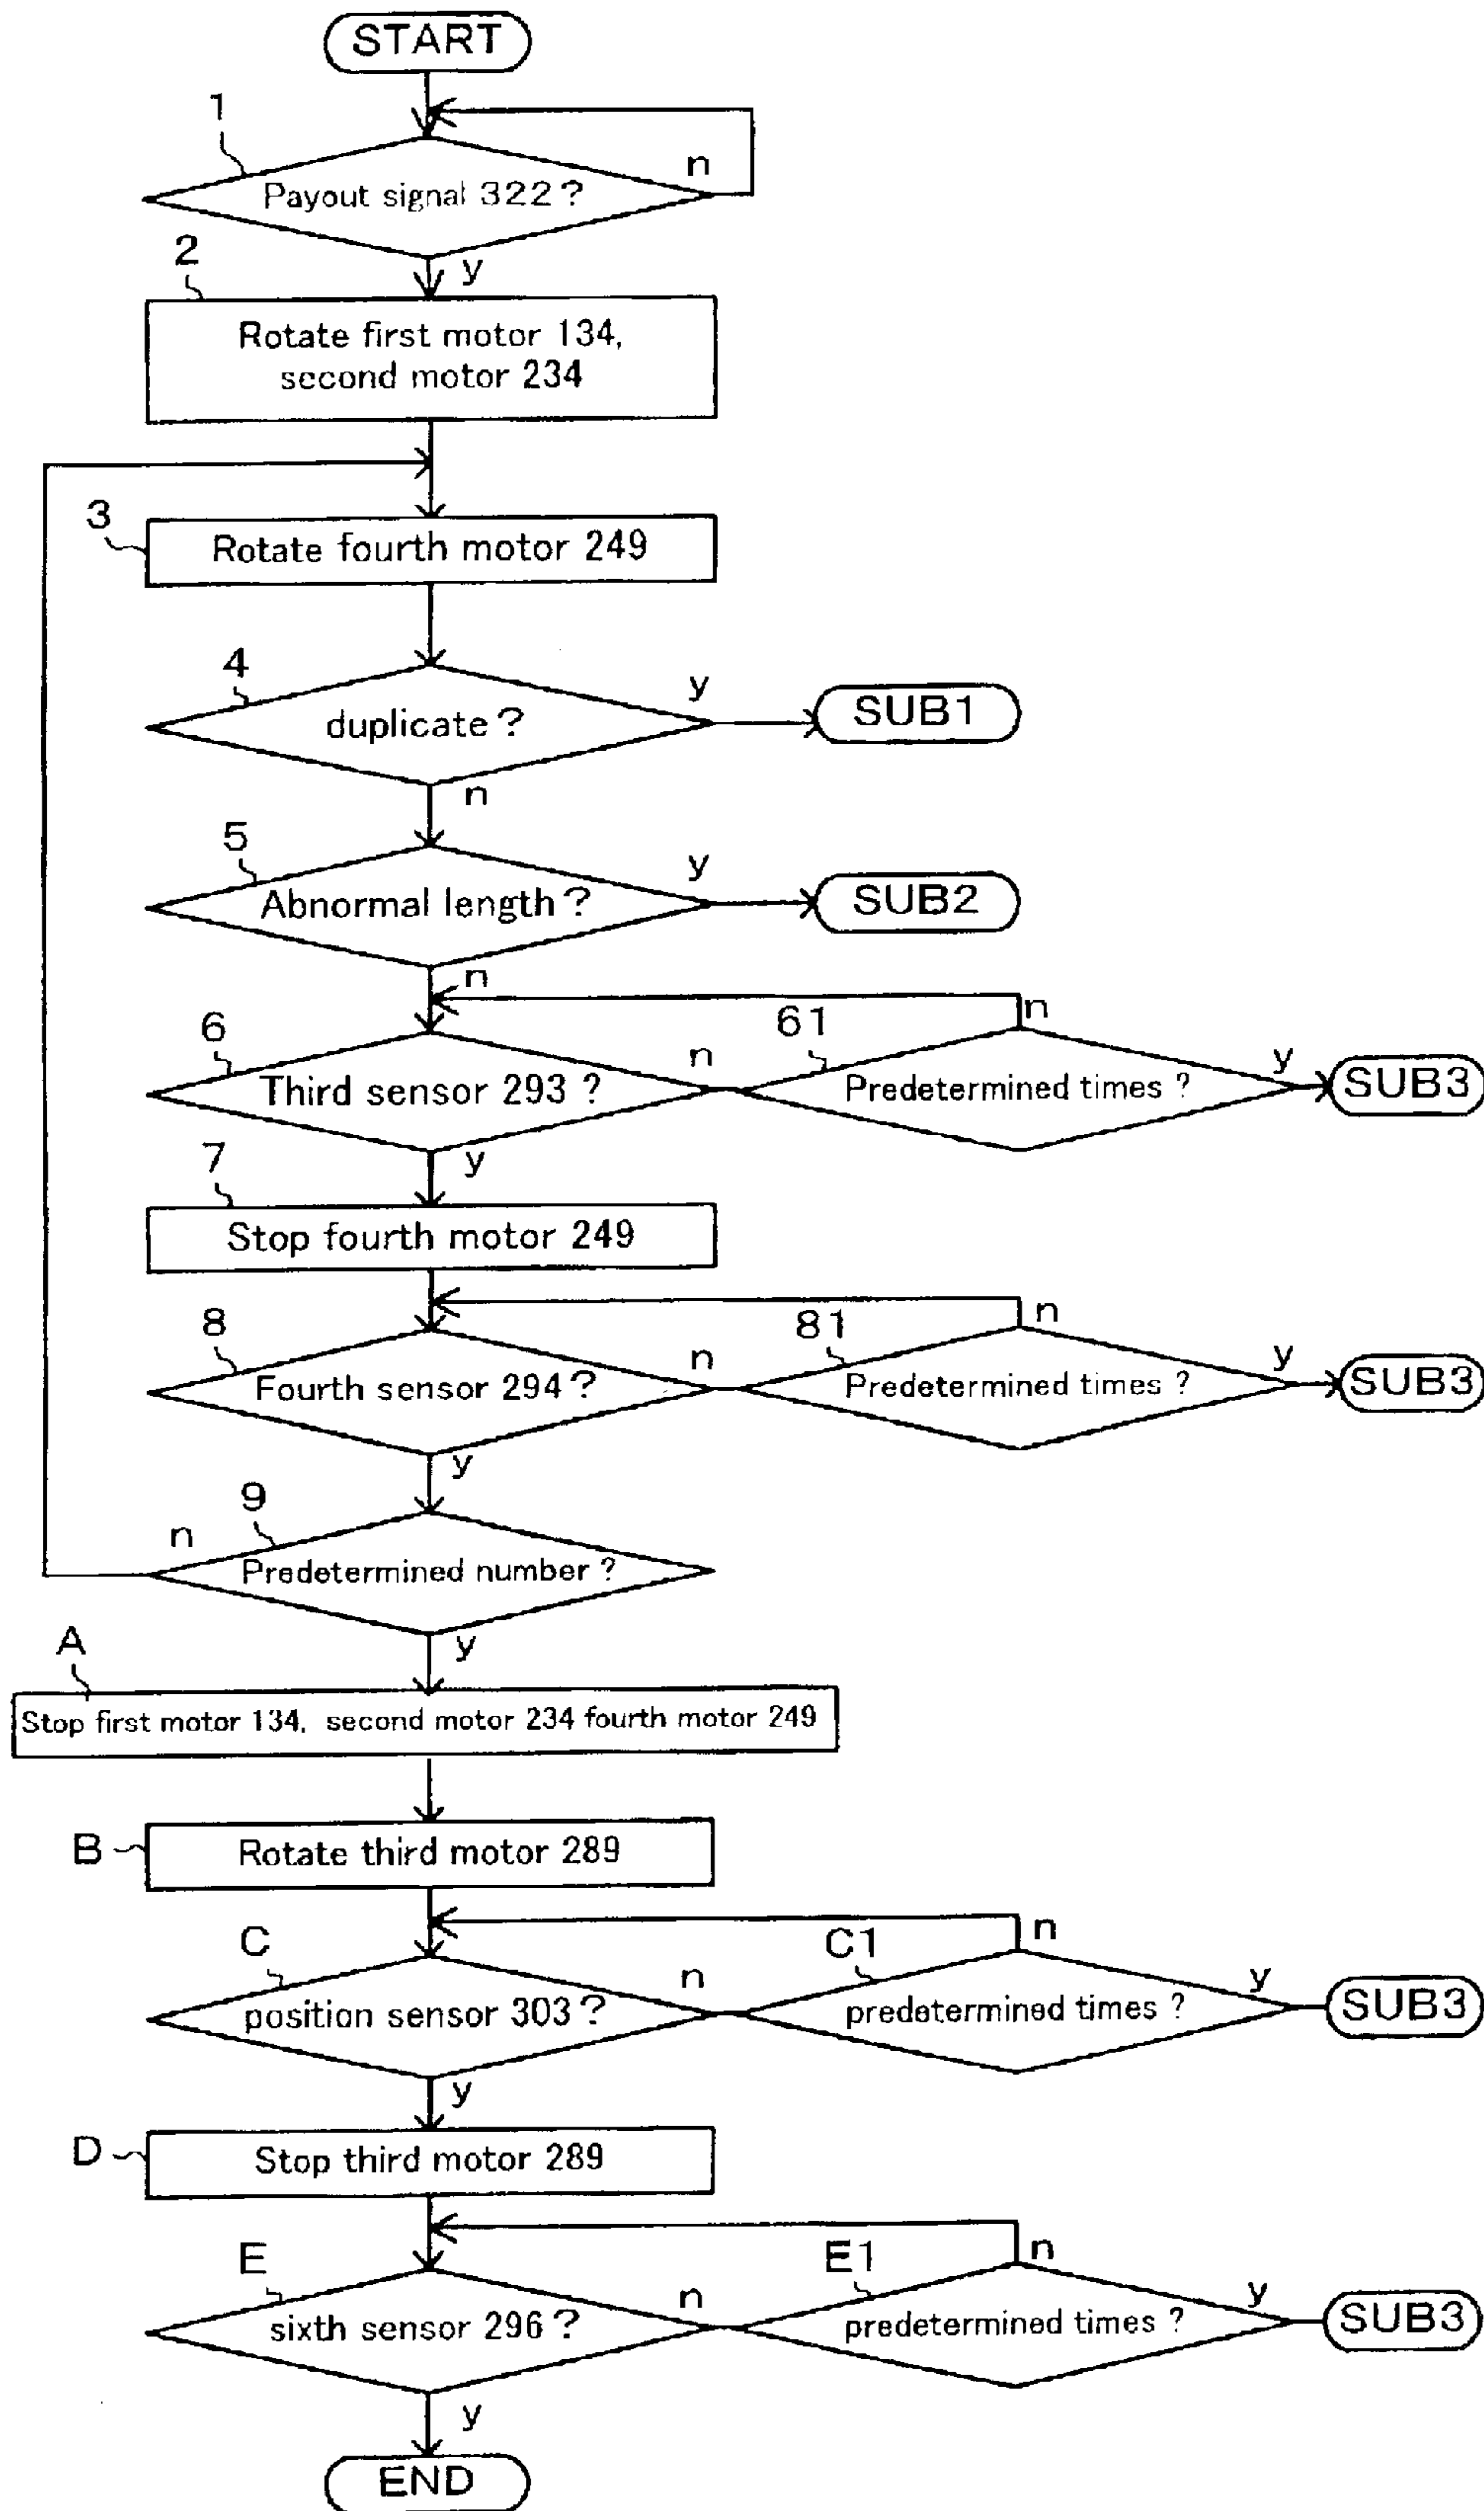 START
1
n
Payout signal 322?
2
y
Rotate first motor 134,
second motor 234
3
Rotate fourth motor 249
4
y
duplicate?
SUB1
n
5
y
Abnormal length?
SUB2
n
n
6
61
n
y
Third sensor 293 ?
Predetermined times ?
SUB3
7
y
Stop fourth motor 249
n
8
81
n
y
Fourth sensor 294?
Predetermined times ?
SUB3
y
9
n
Predetermined number ?
A
y
Stop first motor 134, second motor 234 fourth motor 249
B
Rotate third motor 289
n
C
C1
n
y
position sensor 303?
predetermined times ?
SUB3
y
D
Stop third motor 289
n
E
E1
n
y
sixth sensor 296?
predetermined times ?
SUB3
y
END